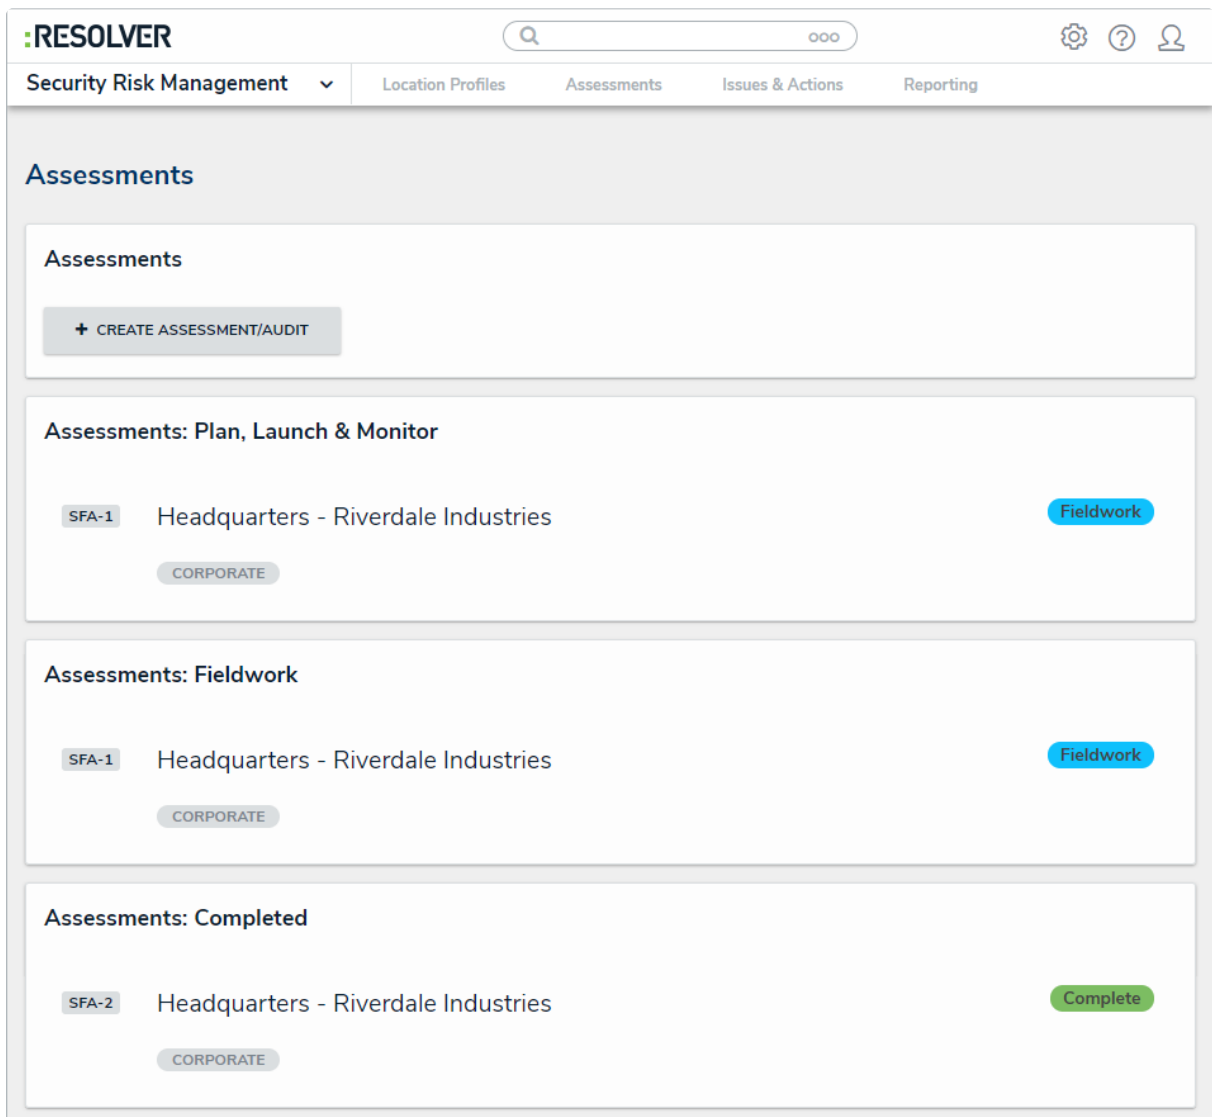 :RESOLVER
Security Risk Management Location Profiles Assessments Issues & Actions Reporting
Assessments
Assessments
+ CREATE ASSESSMENT/AUDIT
Assessments: Plan, Launch & Monitor
SFA-1 Headquarters - Riverdale Industries Fieldwork
CORPORATE
Assessments: Fieldwork
SFA-1 Headquarters - Riverdale Industries Fieldwork
CORPORATE
Assessments: Completed
SFA-2 Headquarters - Riverdale Industries Complete
CORPORATE